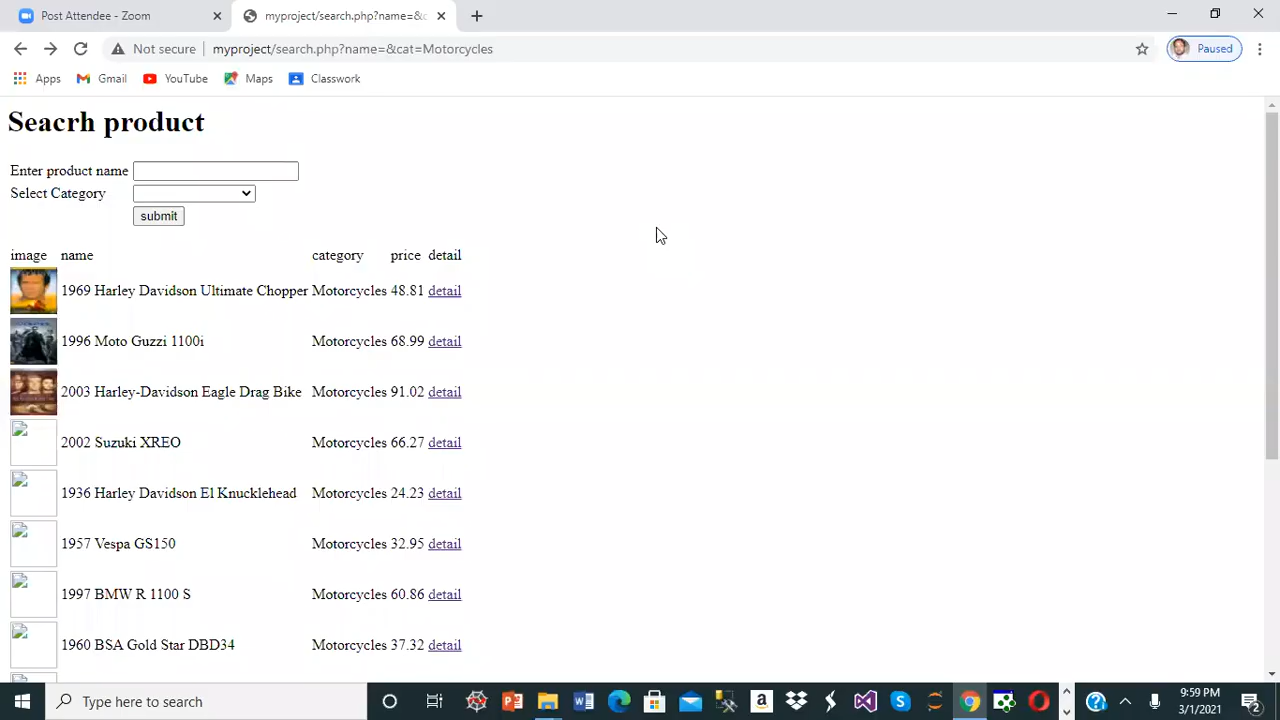 Post Attendee - Zoom
myproject/search.php?name=&c
Not secure
myproject/search.php?name=&cat=Motorcycles
Paused
Apps
Gmail
YouTube
Maps
Classwork
Seacrh product
Enter product name
Select Category
submit
image name category price detail
1969 Harley Davidson Ultimate Chopper Motorcycles 48.81 detail
1996 Moto Guzzi 1100i Motorcycles 68.99 detail
2003 Harley-Davidson Eagle Drag Bike Motorcycles 91.02 detail
2002 Suzuki XREO Motorcycles 66.27 detail
1936 Harley Davidson El Knucklehead Motorcycles 24.23 detail
1957 Vespa GS150 Motorcycles 32.95 detail
1997 BMW R 1100 S Motorcycles 60.86 detail
1960 BSA Gold Star DBD34 Motorcycles 37.32 detail
Type here to search
9:59 PM
3/1/2021
2